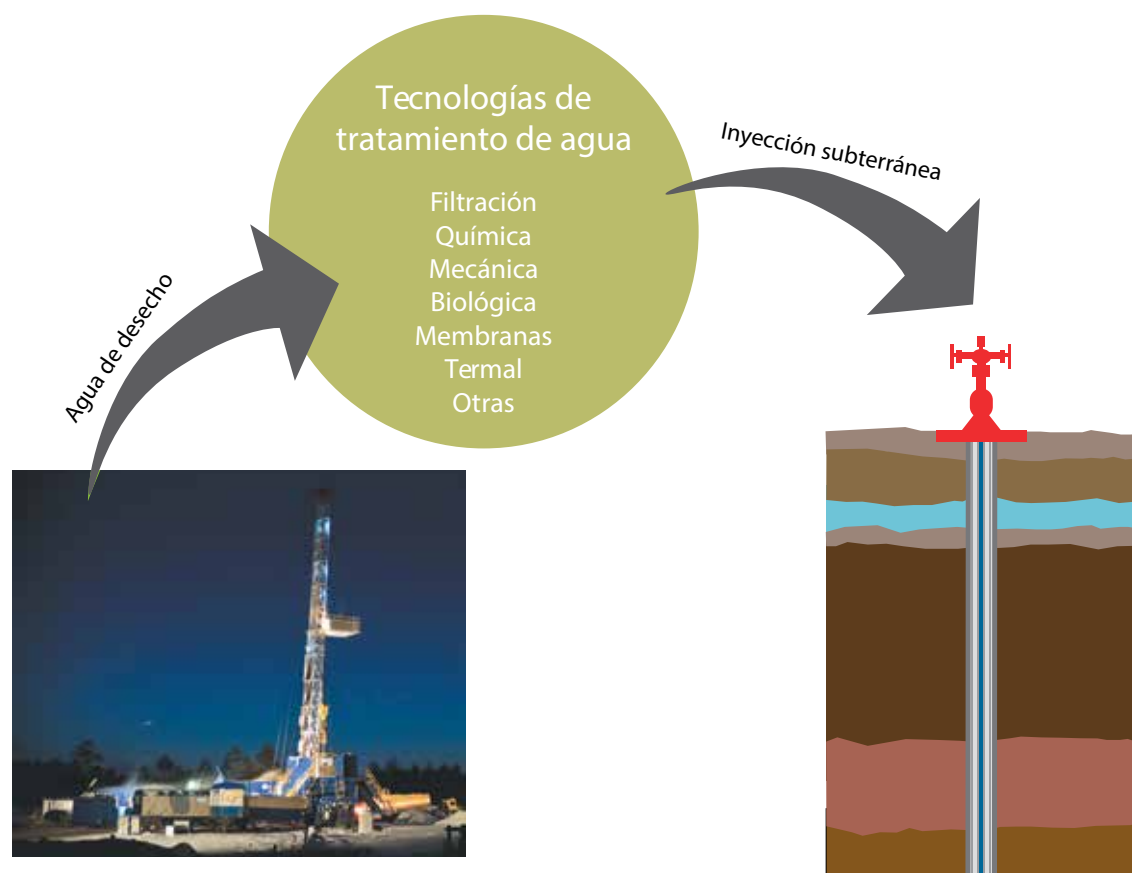 Tecnologías de
tratamiento de agua
Filtración
Química
Mecánica
Biológica
Membranas
Termal
Otras
Inyección subterránea
Agua de desecho